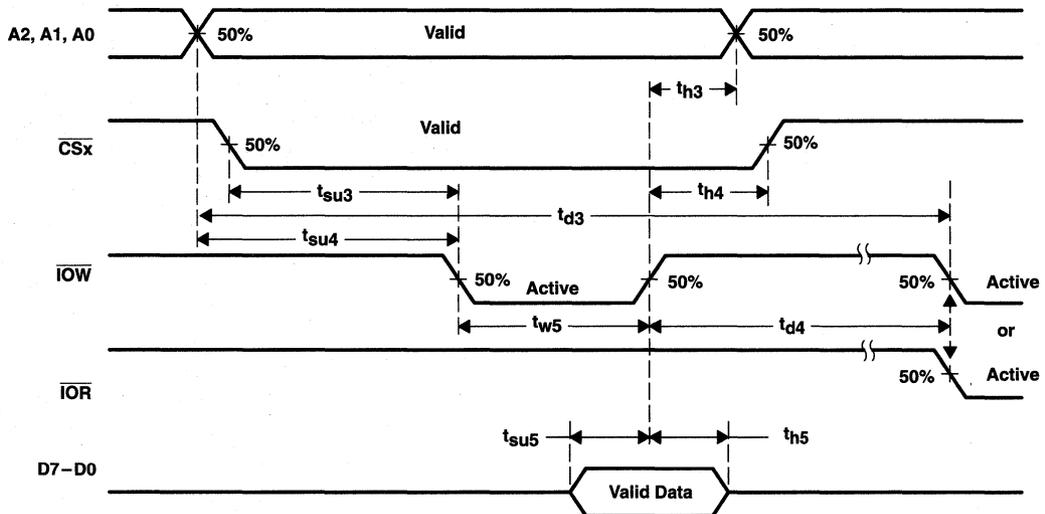 A2, A1, A0 50% Valid 50%
th3
CSx 50% Valid 50%
tsu3 th4
td3
tsu4
IOW 50% Active 50% 50% Active
tw5 td4 or
IOR 50% Active
tsu5 th5
D7–D0 Valid Data